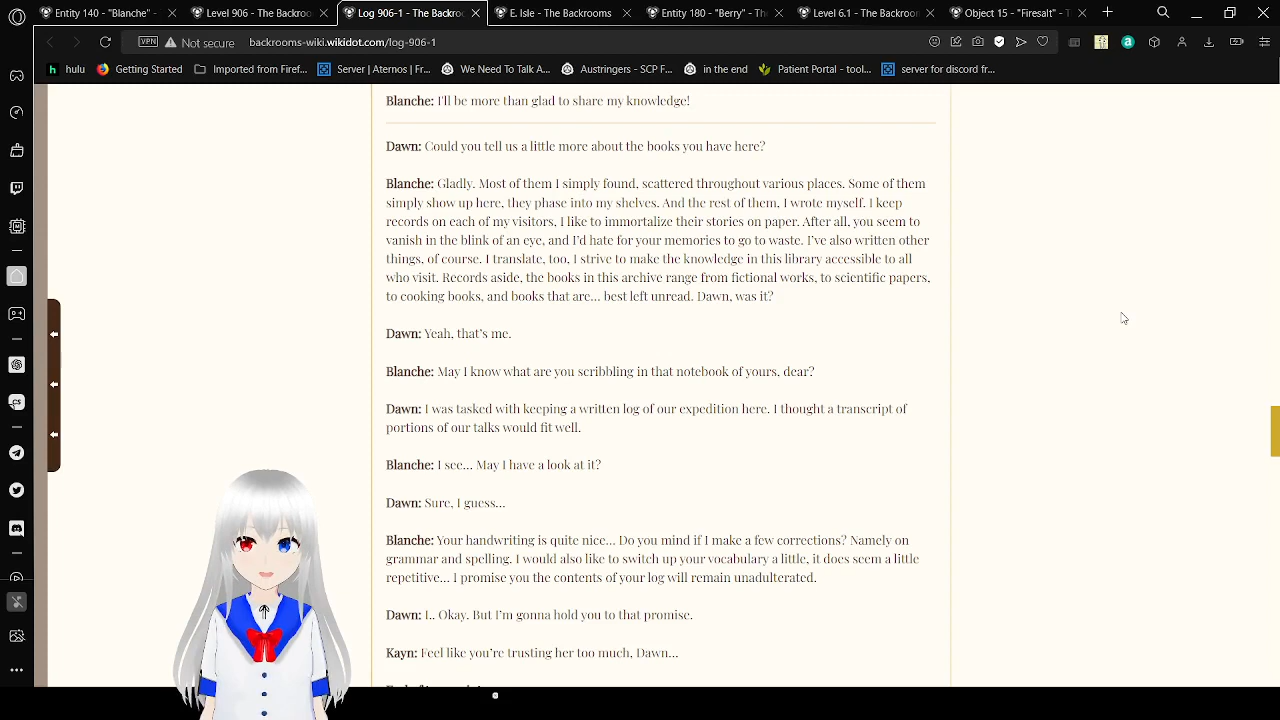 Entity 140 - "Blanche" -
Level 906 - The Backroo
Log 906-1 - The Backroo
E. Isle - The Backrooms
Entity 180 - "Berry" - The
Level 6.1 - The Backroom
Object 15 - "Firesalt" - T
VPN
Not secure
backrooms-wiki.wikidot.com/log-906-1
hulu
Getting Started
Imported from Firef...
Server | Aternos | Fr...
We Need To Talk A...
Austringers - SCP F...
in the end
Patient Portal - tool...
server for discord fr...
Blanche: I'll be more than glad to share my knowledge!
Dawn: Could you tell us a little more about the books you have here?
Blanche: Gladly. Most of them I simply found, scattered throughout various places. Some of them
simply show up here, they phase into my shelves. And the rest of them, I wrote myself. I keep
records on each of my visitors. I like to immortalize their stories on paper. After all, you seem to
vanish in the blink of an eye, and I'd hate for your memories to go to waste. I've also written other
things, of course. I translate, too, I strive to make the knowledge in this library accessible to all
who visit. Records aside, the books in this archive range from fictional works, to scientific papers,
to cooking books, and books that are... best left unread. Dawn, was it?
Dawn: Yeah, that's me.
Blanche: May I know what are you scribbling in that notebook of yours, dear?
Dawn: I was tasked with keeping a written log of our expedition here. I thought a transcript of
portions of our talks would fit well.
Blanche: I see... May I have a look at it?
Dawn: Sure, I guess...
Blanche: Your handwriting is quite nice... Do you mind if I make a few corrections? Namely on
grammar and spelling. I would also like to switch up your vocabulary a little, it does seem a little
repetitive... I promise you the contents of your log will remain unadulterated.
Dawn: I.. Okay. But I'm gonna hold you to that promise.
Kayn: Feel like you're trusting her too much, Dawn...